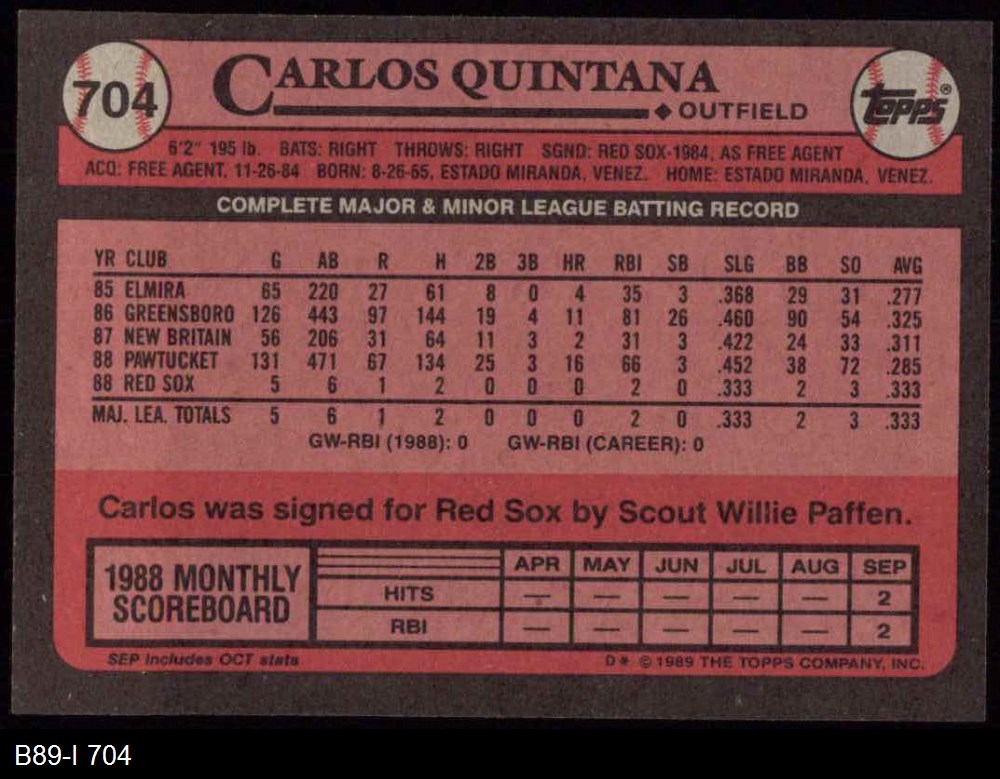 704
CARLOS QUINTANA
◆ OUTFIELD
TOPPS®
6'2" 195 lb. BATS: RIGHT THROWS: RIGHT SGND: RED SOX-1984, AS FREE AGENT
ACQ: FREE AGENT, 11-26-84 BORN: 8-26-65, ESTADO MIRANDA, VENEZ. HOME: ESTADO MIRANDA, VENEZ.
COMPLETE MAJOR & MINOR LEAGUE BATTING RECORD
YR CLUB G AB R H 2B 3B HR RBI SB SLG BB SO AVG
85 ELMIRA 65 220 27 61 8 0 4 35 3 .368 29 31 .277
86 GREENSBORO 126 443 97 144 19 4 11 81 26 .460 90 54 .325
87 NEW BRITAIN 56 206 31 64 11 3 2 31 3 .422 24 33 .311
88 PAWTUCKET 131 471 67 134 25 3 16 66 3 .452 38 72 .285
88 RED SOX 5 6 1 2 0 0 0 2 0 .333 2 3 .333
MAJ. LEA. TOTALS 5 6 1 2 0 0 0 2 0 .333 2 3 .333
GW-RBI (1988): 0 GW-RBI (CAREER): 0
Carlos was signed for Red Sox by Scout Willie Paffen.
1988 MONTHLY
SCOREBOARD
APR MAY JUN JUL AUG SEP
HITS — — — — — 2
RBI — — — — — 2
SEP includes OCT stats
D* © 1989 THE TOPPS COMPANY, INC.
B89-I 704